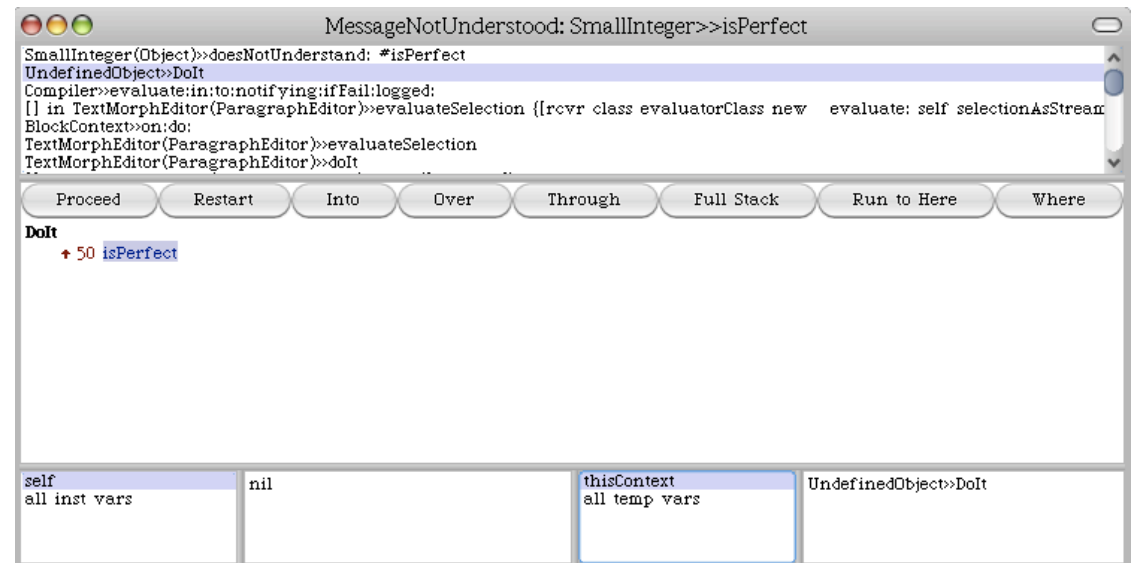 MessageNotUnderstood: SmallInteger>>isPerfect
SmallInteger(Object)>>doesNotUnderstand: #isPerfect
UndefinedObject>>DoIt
Compiler>>evaluate:in:to:notifying:ifFail:logged:
[] in TextMorphEditor(ParagraphEditor)>>evaluateSelection {[rcvr class evaluatorClass new evaluate: self selectionAsStream
BlockContext>>on:do:
TextMorphEditor(ParagraphEditor)>>evaluateSelection
TextMorphEditor(ParagraphEditor)>>doIt
Proceed Restart Into Over Through Full Stack Run to Here Where
DoIt
↑ 50 isPerfect
self
all inst vars
nil
thisContext
all temp vars
UndefinedObject>>DoIt